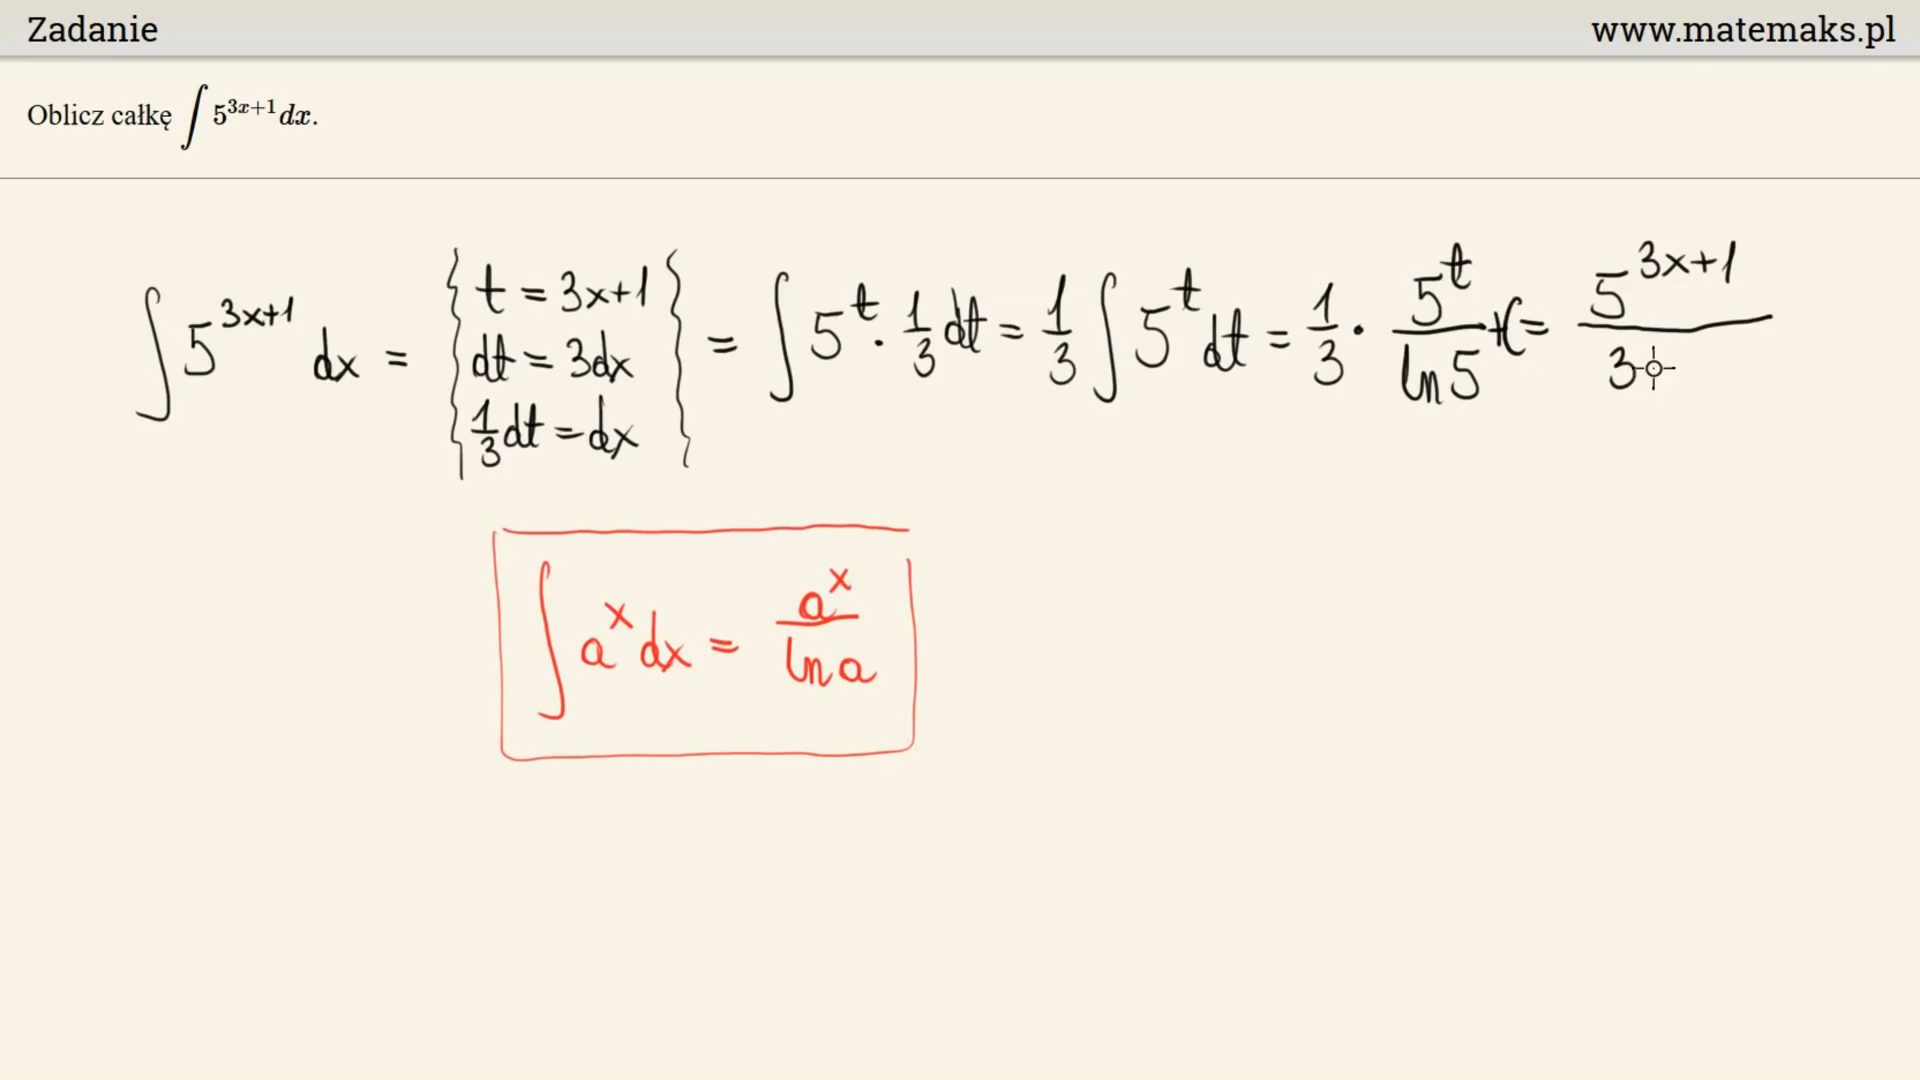 Zadanie www.matemaks.pl
Oblicz całkę ∫ 5^{3x+1} dx.
∫ 5^{3x+1} dx = { t = 3x+1 ; dt = 3dx ; 1/3 dt = dx } = ∫ 5^t · 1/3 dt = 1/3 ∫ 5^t dt = 1/3 · 5^t/ln 5 + C = 5^{3x+1}/3
∫ a^x dx = a^x/ln a